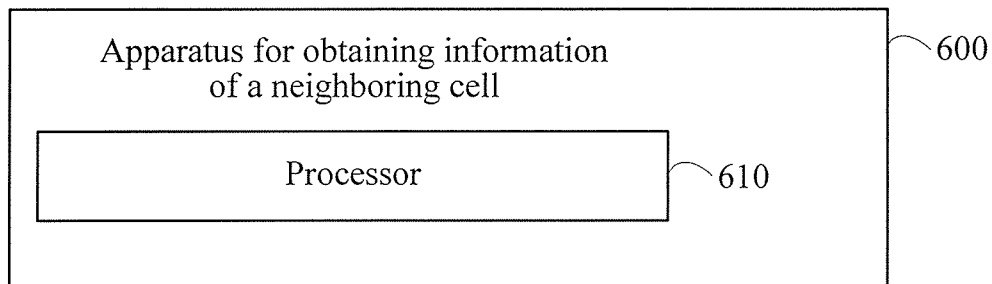 Apparatus for obtaining information
of a neighboring cell
600
Processor
610